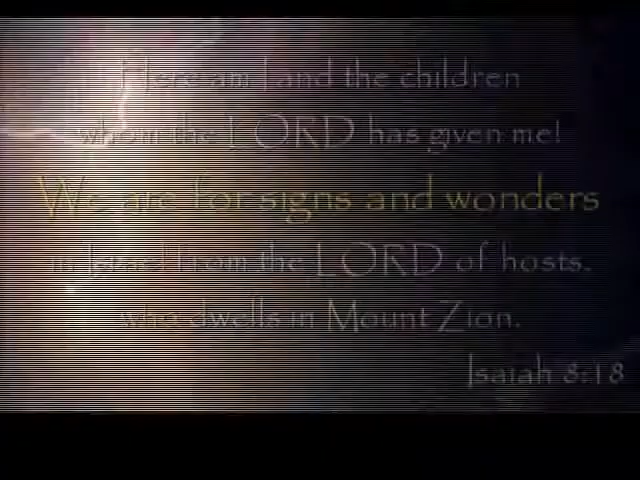 Here am I and the children
whom the LORD has given me!
We are for signs and wonders
in Israel from the LORD of hosts,
who dwells in Mount Zion.
Isaiah 8:18